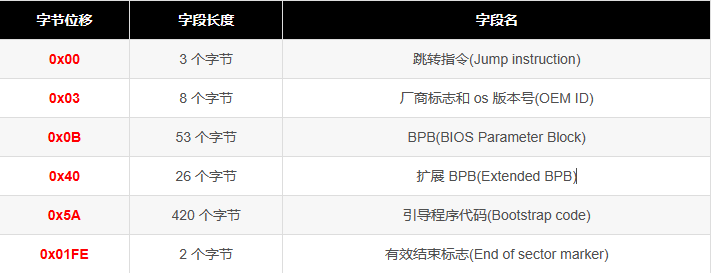 字节位移 字段长度 字段名
0x00 3 个字节 跳转指令(Jump instruction)
0x03 8 个字节 厂商标志和 os 版本号(OEM ID)
0x0B 53 个字节 BPB(BIOS Parameter Block)
0x40 26 个字节 扩展 BPB(Extended BPB)
0x5A 420 个字节 引导程序代码(Bootstrap code)
0x01FE 2 个字节 有效结束标志(End of sector marker)